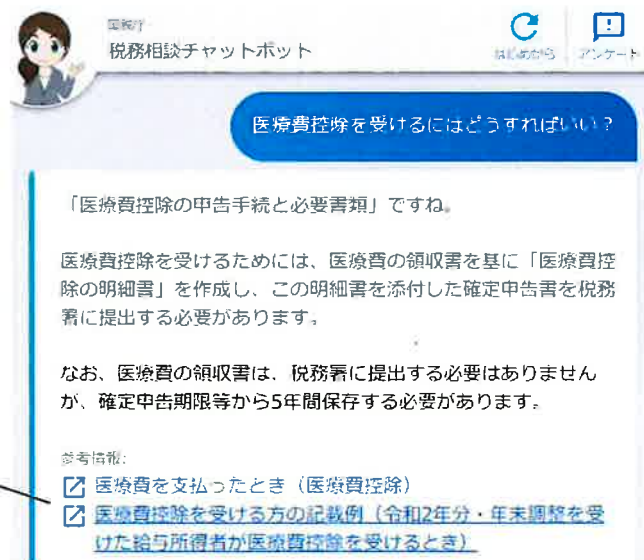 国税庁
税務相談チャットボット
はじめから
アンケート
医療費控除を受けるにはどうすればいい？
「医療費控除の申告手続と必要書類」ですね。
医療費控除を受けるためには、医療費の領収書を基に「医療費控
除の明細書」を作成し、この明細書を添付した確定申告書を税務
署に提出する必要があります。
なお、医療費の領収書は、税務署に提出する必要はありません
が、確定申告期限等から5年間保存する必要があります。
参考情報:
医療費を支払ったとき（医療費控除）
医療費控除を受ける方の記載例（令和2年分・年末調整を受
けた給与所得者が医療費控除を受けるとき）